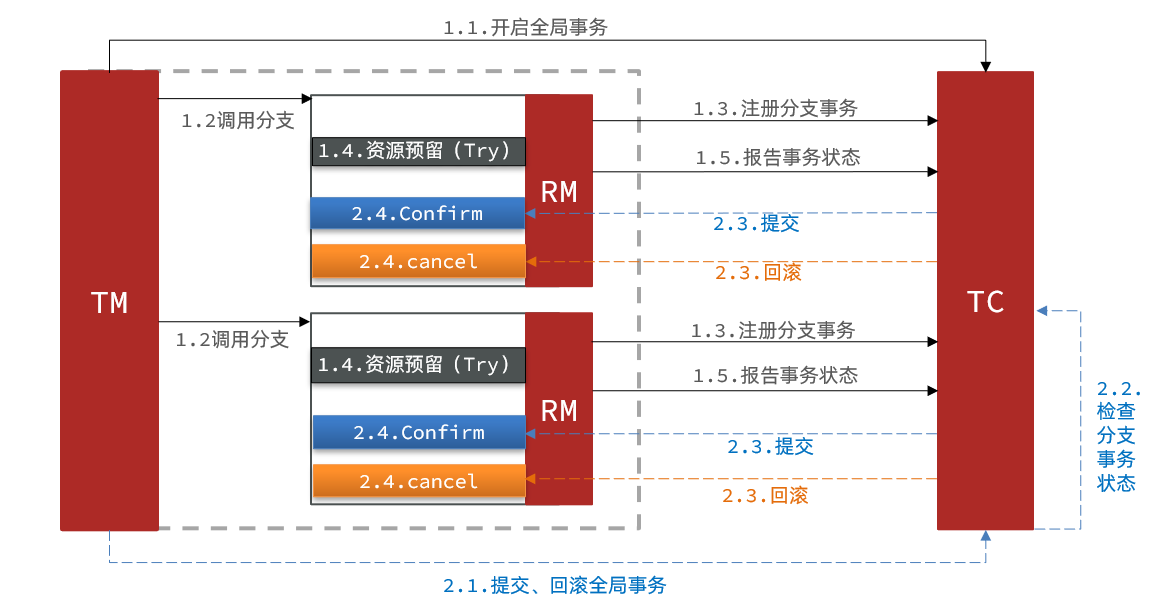 1.1.开启全局事务
1.2调用分支
1.3.注册分支事务
1.4.资源预留（Try）
1.5.报告事务状态
RM
2.4.Confirm
2.3.提交
2.4.cancel
2.3.回滚
TM
TC
1.2调用分支
1.3.注册分支事务
1.4.资源预留（Try）
1.5.报告事务状态
RM
2.4.Confirm
2.3.提交
2.4.cancel
2.3.回滚
2.2.
检查
分支
事务
状态
2.1.提交、回滚全局事务